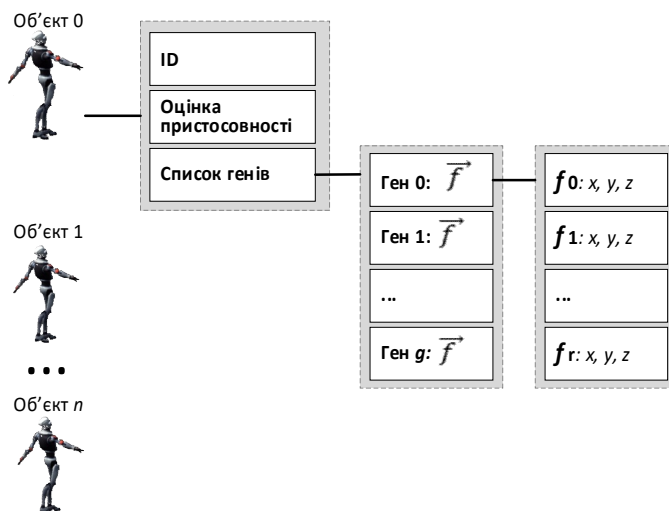 Об’єкт 0
ID
Оцінка
пристосовності
Список генів
Ген 0: f
Ген 1: f
...
Ген g: f
f0: x, y, z
f1: x, y, z
...
fr: x, y, z
Об’єкт 1
...
Об’єкт n